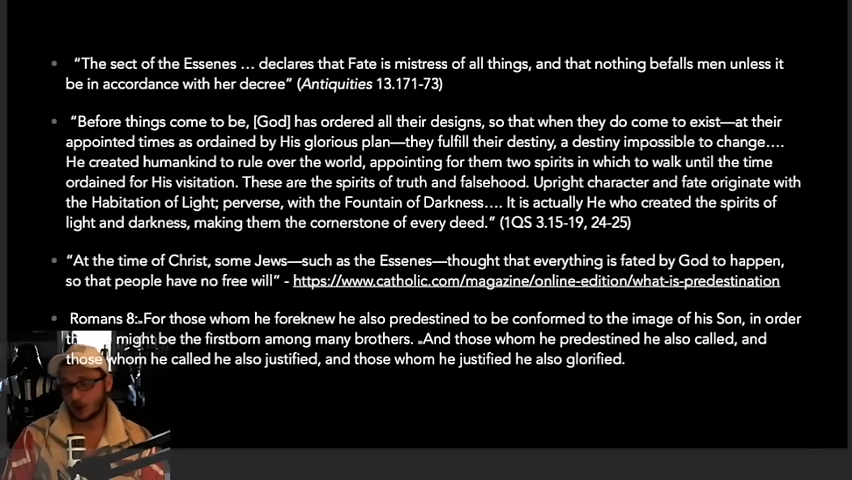 • “The sect of the Essenes … declares that Fate is mistress of all things, and that nothing befalls men unless it
be in accordance with her decree” (Antiquities 13.171-73)
• “Before things come to be, [God] has ordered all their designs, so that when they do come to exist—at their
appointed times as ordained by His glorious plan—they fulfill their destiny, a destiny impossible to change….
He created humankind to rule over the world, appointing for them two spirits in which to walk until the time
ordained for His visitation. These are the spirits of truth and falsehood. Upright character and fate originate with
the Habitation of Light; perverse, with the Fountain of Darkness…. It is actually He who created the spirits of
light and darkness, making them the cornerstone of every deed.” (1QS 3.15-19, 24-25)
• “At the time of Christ, some Jews—such as the Essenes—thought that everything is fated by God to happen,
so that people have no free will” - https://www.catholic.com/magazine/online-edition/what-is-predestination
• Romans 8: For those whom he foreknew he also predestined to be conformed to the image of his Son, in order
might be the firstborn among many brothers. And those whom he predestined he also called, and
those whom he called he also justified, and those whom he justified he also glorified.